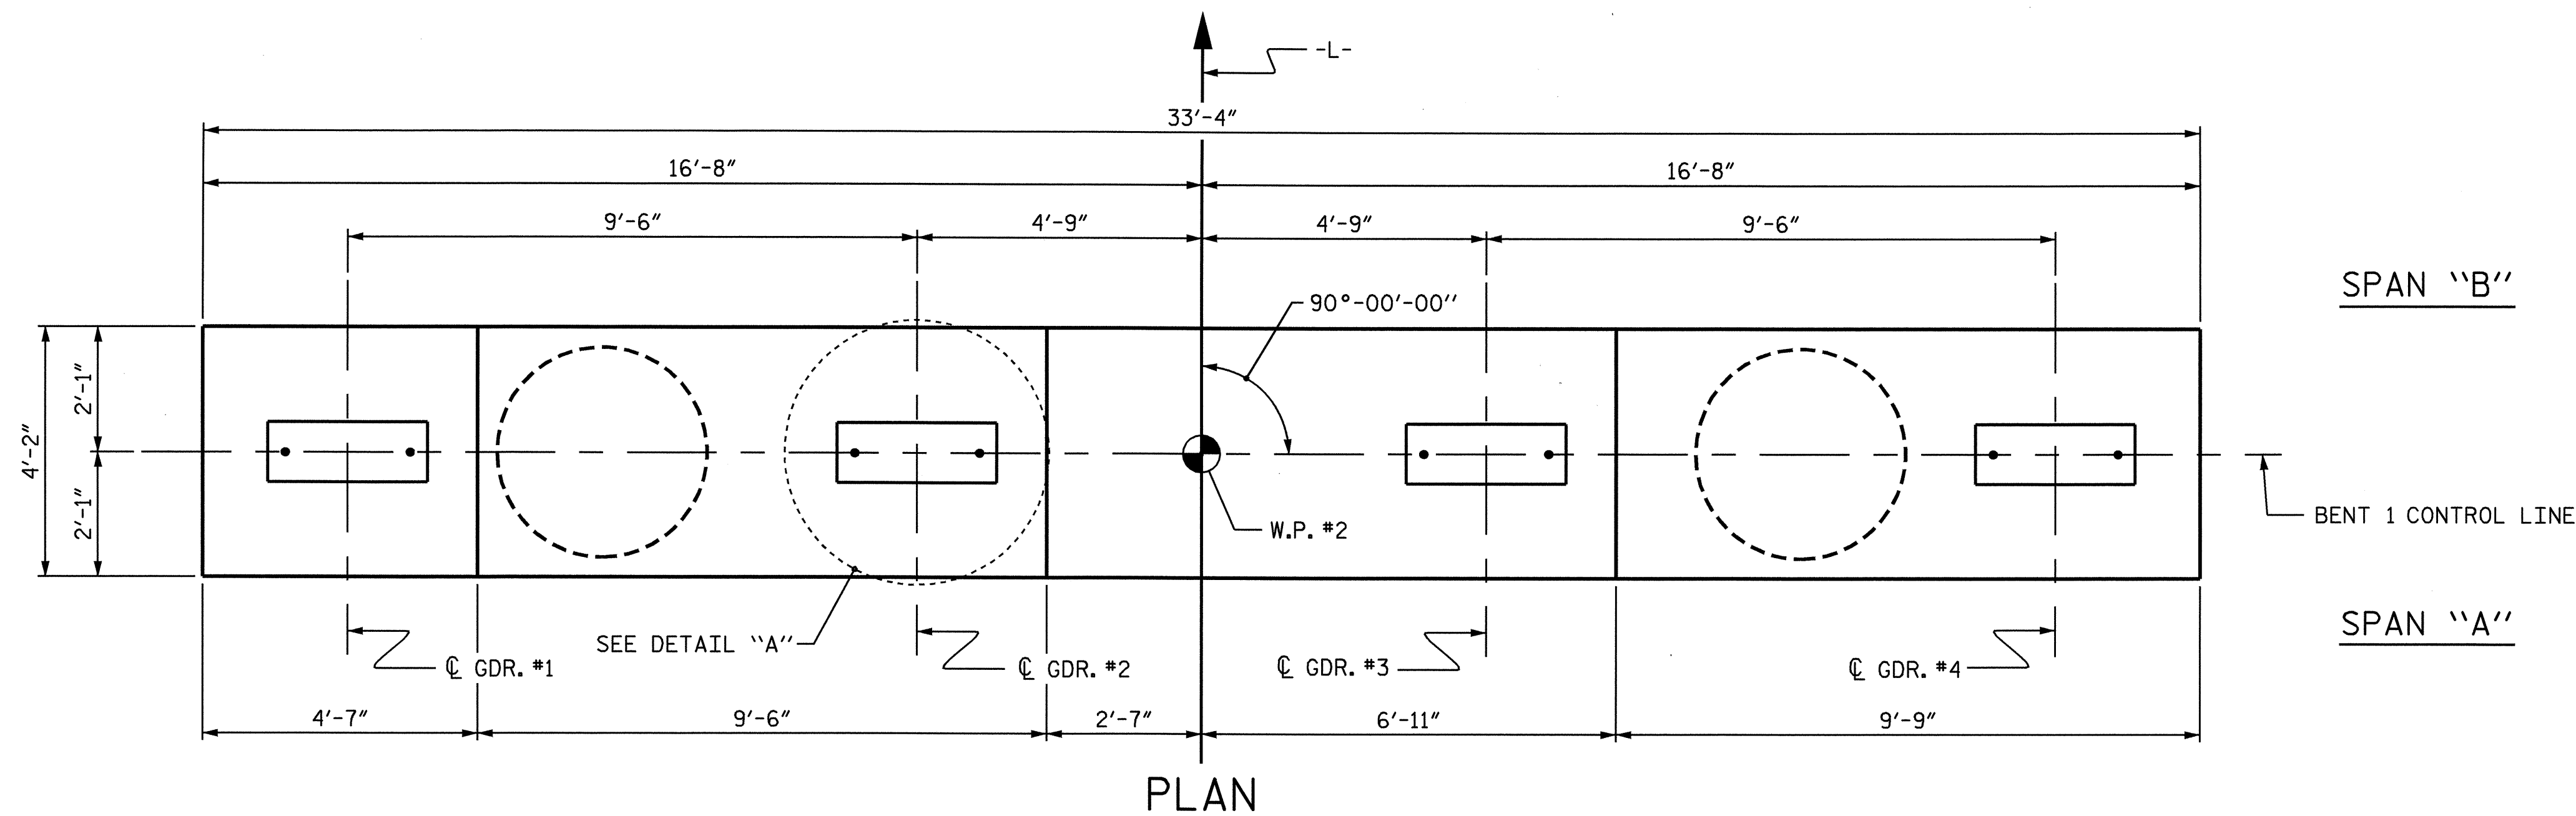 -L-
33'-4"
16'-8" 16'-8"
9'-6" 4'-9" 4'-9" 9'-6"
SPAN "B"
90°-00'-00"
2'-1"
4'-2"
2'-1"
W.P. #2
BENT 1 CONTROL LINE
SPAN "A"
SEE DETAIL "A"
℄ GDR. #1 ℄ GDR. #2 ℄ GDR. #3 ℄ GDR. #4
4'-7" 9'-6" 2'-7" 6'-11" 9'-9"
PLAN